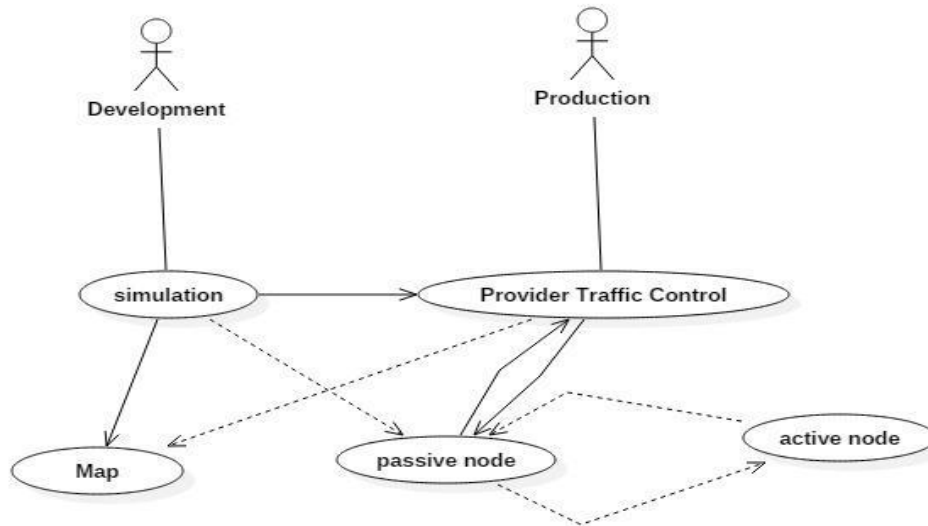 Development
Production
simulation
Provider Traffic Control
Map
passive node
active node